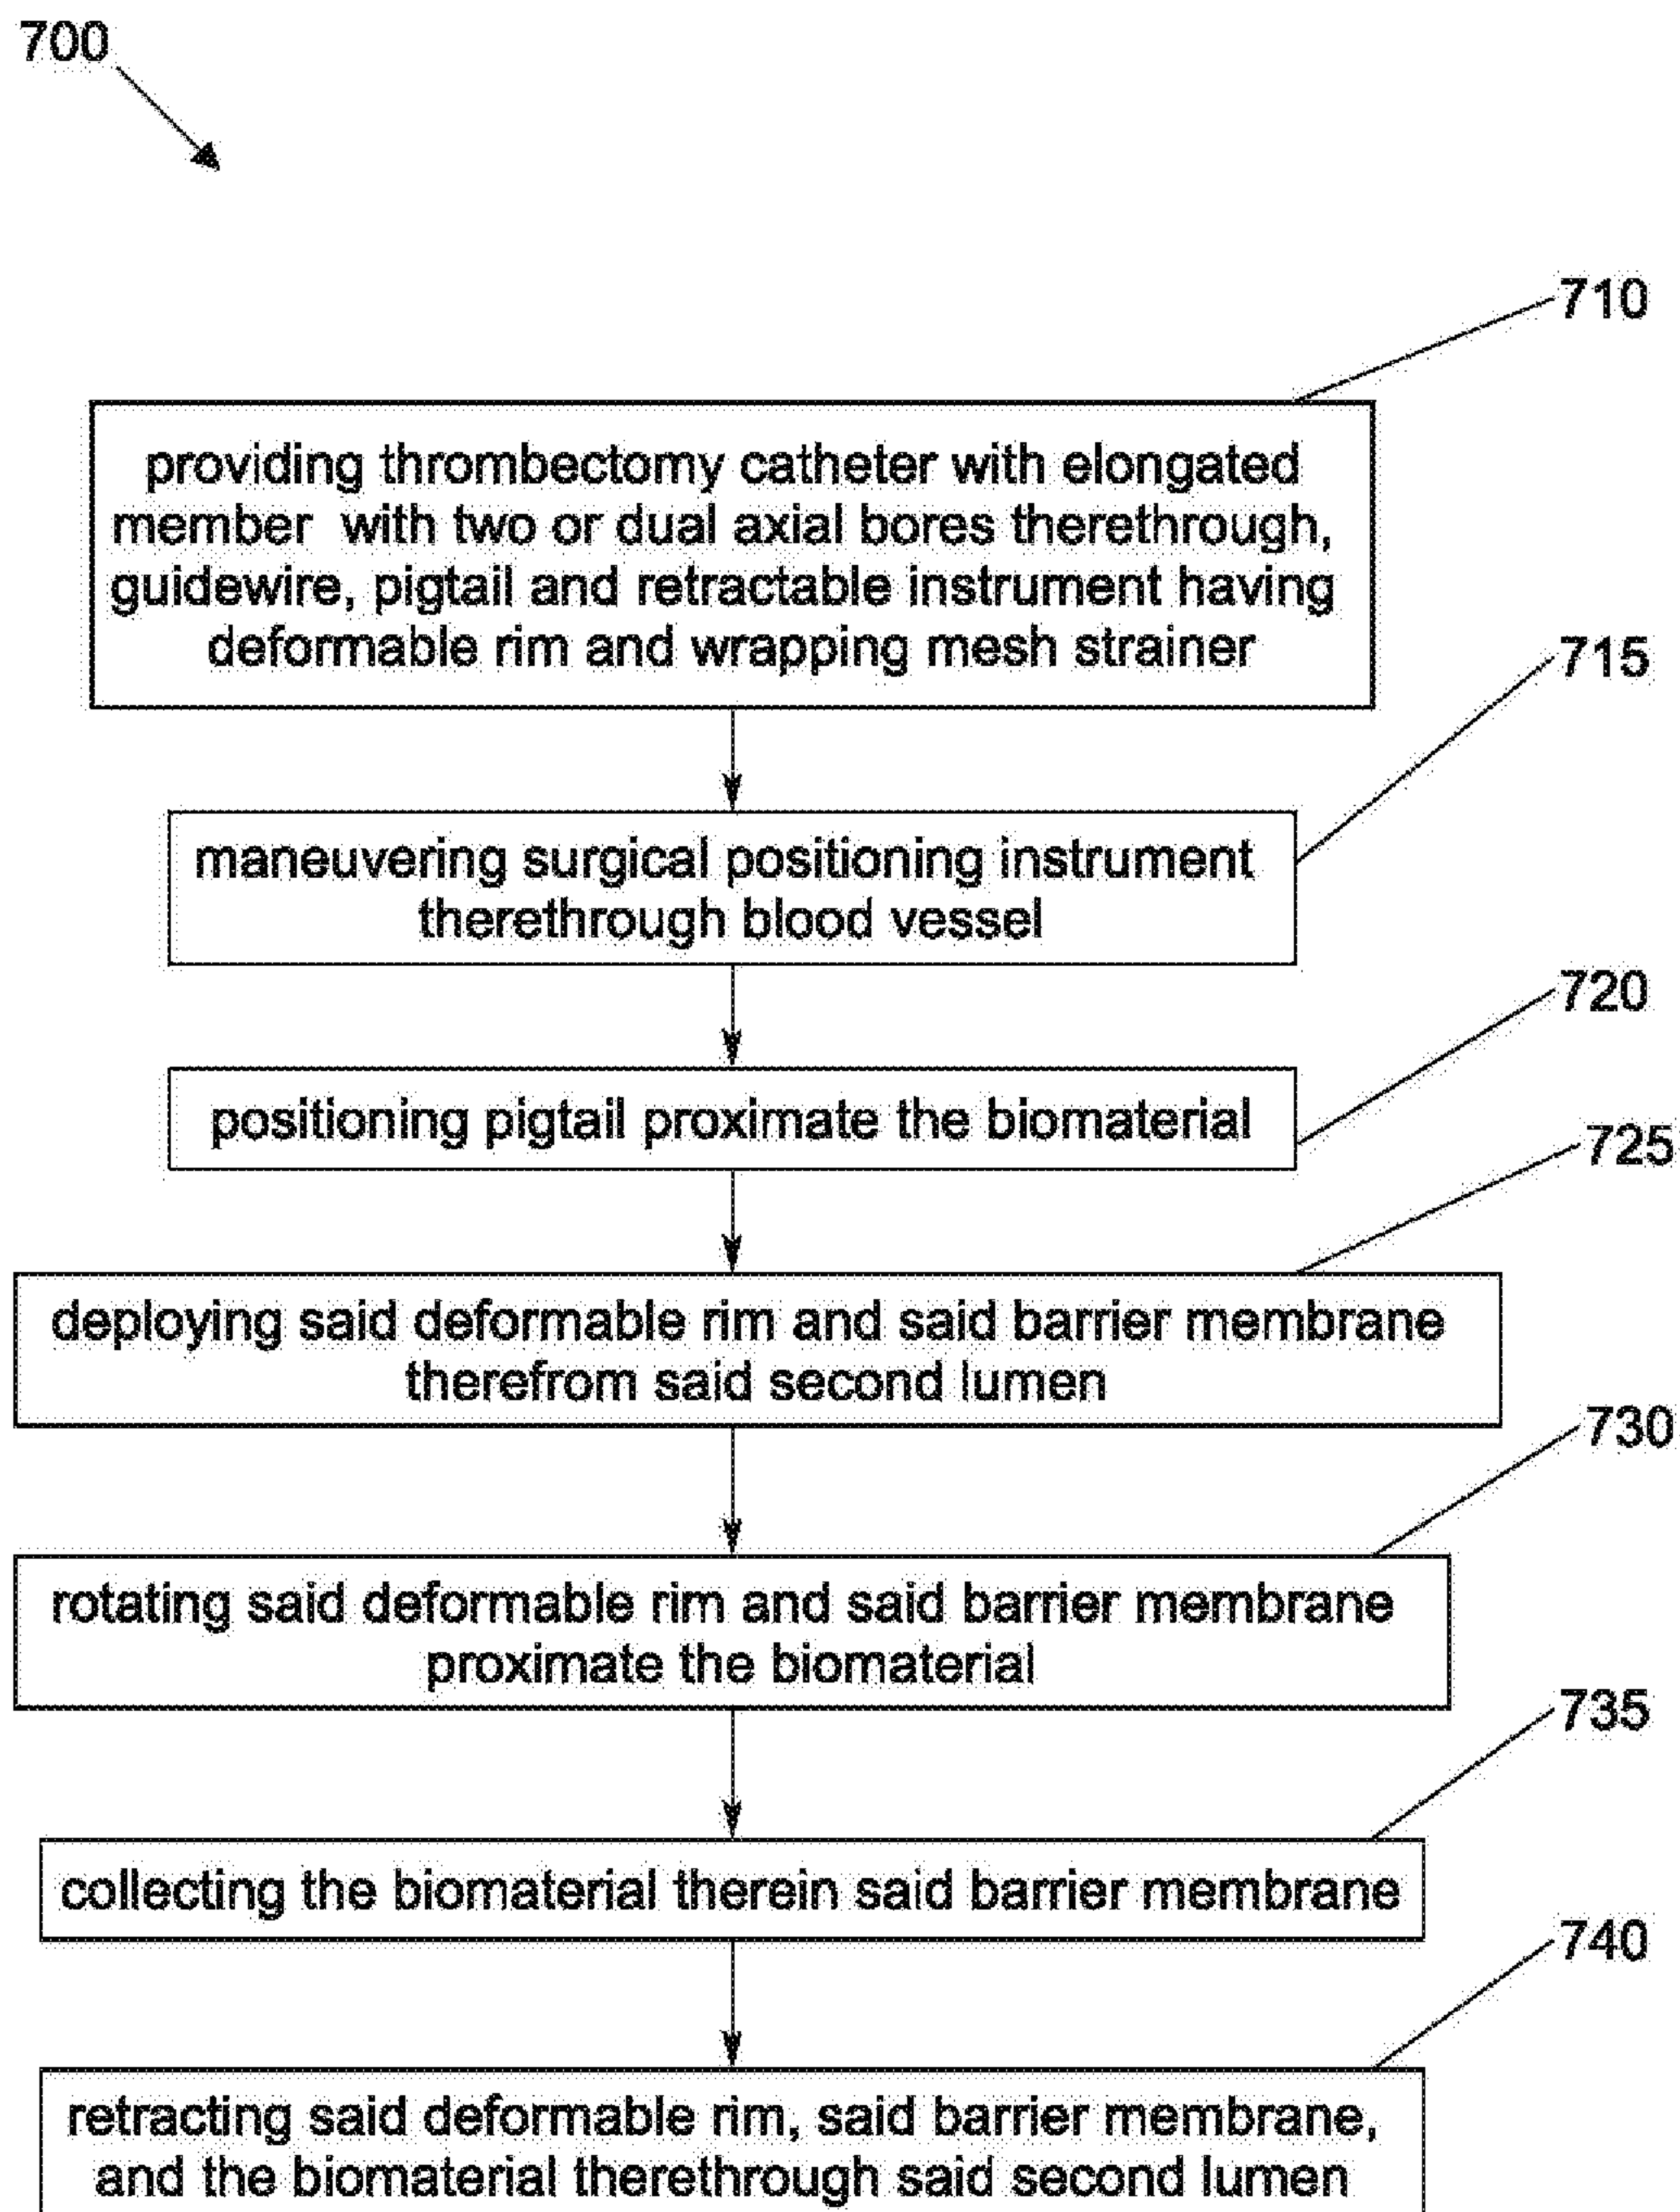 700
710
providing thrombectomy catheter with elongated
member with two or dual axial bores therethrough,
guidewire, pigtail and retractable instrument having
deformable rim and wrapping mesh strainer
715
maneuvering surgical positioning instrument
therethrough blood vessel
720
positioning pigtail proximate the biomaterial
725
deploying said deformable rim and said barrier membrane
therefrom said second lumen
730
rotating said deformable rim and said barrier membrane
proximate the biomaterial
735
collecting the biomaterial therein said barrier membrane
740
retracting said deformable rim, said barrier membrane,
and the biomaterial therethrough said second lumen